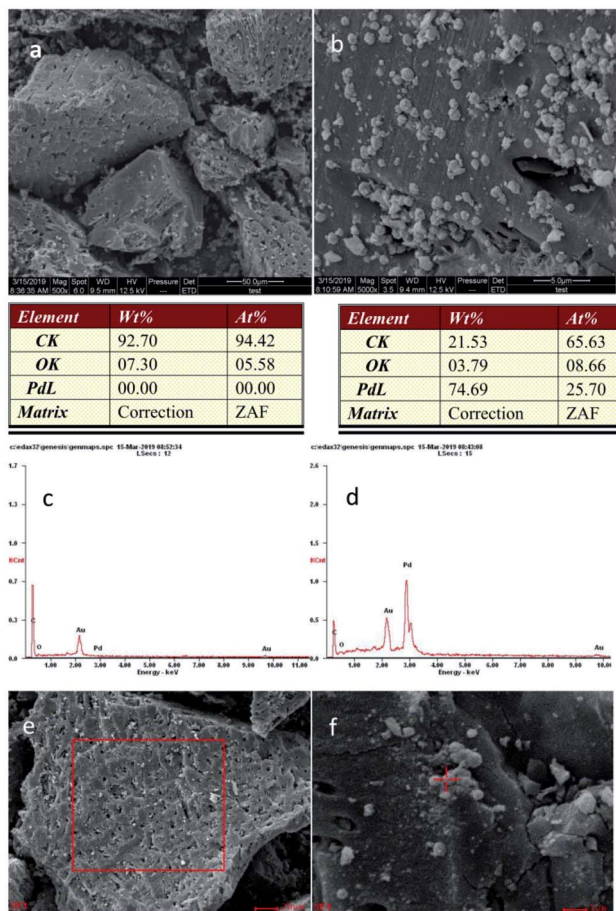 a
b
3/15/2019 Mag Spot WD HV Pressure Det 50.0µm
8:36:35 AM 500x 6.0 9.5 mm 12.5 kV --- ETD test
3/15/2019 Mag Spot WD HV Pressure Det 5.0µm
8:10:59 AM 5000x 3.5 9.4 mm 12.5 kV --- ETD test
Element Wt% At%
CK 92.70 94.42
OK 07.30 05.58
PdL 00.00 00.00
Matrix Correction ZAF
Element Wt% At%
CK 21.53 65.63
OK 03.79 08.66
PdL 74.69 25.70
Matrix Correction ZAF
c:\edax32\genesis\genmaps.spc 15-Mar-2019 08:52:34
LSecs : 12
1.7
1.3
1.0
KCnt
0.7
0.3
0.0
c
C
O
Au
Pd
Au
1.00 2.00 3.00 4.00 5.00 6.00 7.00 8.00 9.00 10.00 11.00
Energy - keV
c:\edax32\genesis\genmaps.spc 15-Mar-2019 08:43:08
LSecs : 15
2.6
2.1
1.5
KCnt
1.0
0.5
0.0
d
C
O
Au
Pd
Au
1.00 2.00 3.00 4.00 5.00 6.00 7.00 8.00 9.00 10.00
Energy - keV
e
f